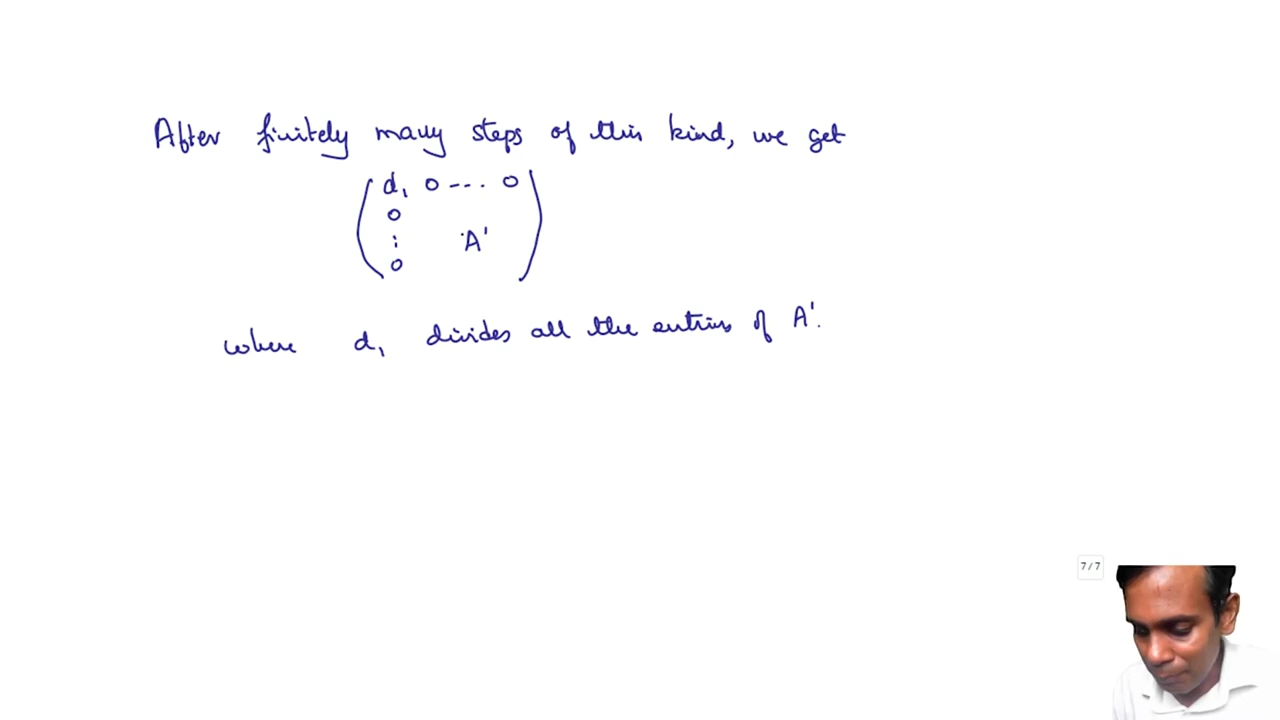 After finitely many steps of this kind, we get
d₁ 0 --- . 0
0
: A'
0
where d₁ divides all the entries of A'.
7 / 7